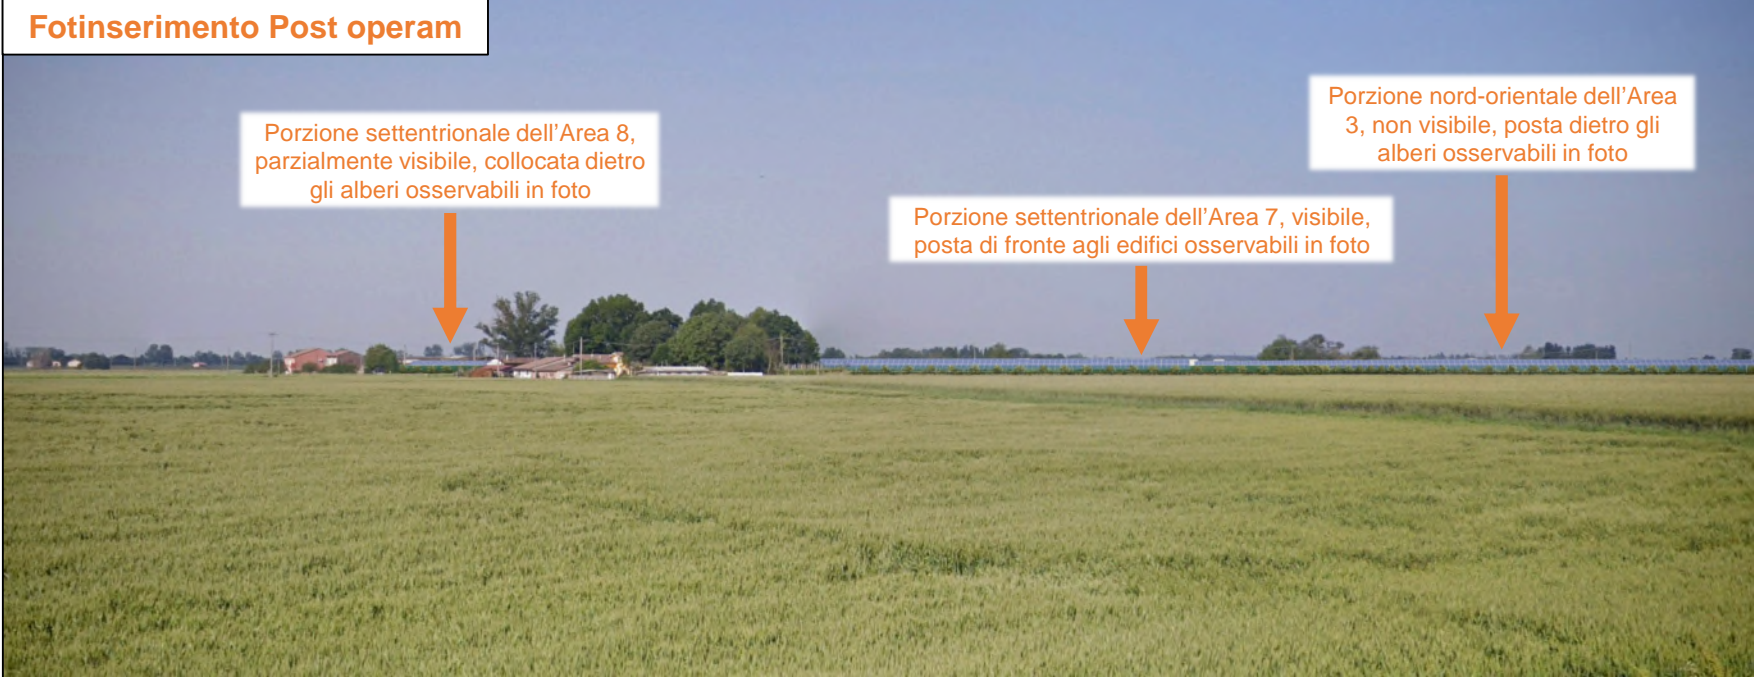 Fotinserimento Post operam
Porzione settentrionale dell’Area 8,
parzialmente visibile, collocata dietro
gli alberi osservabili in foto
Porzione settentrionale dell’Area 7, visibile,
posta di fronte agli edifici osservabili in foto
Porzione nord-orientale dell’Area
3, non visibile, posta dietro gli
alberi osservabili in foto